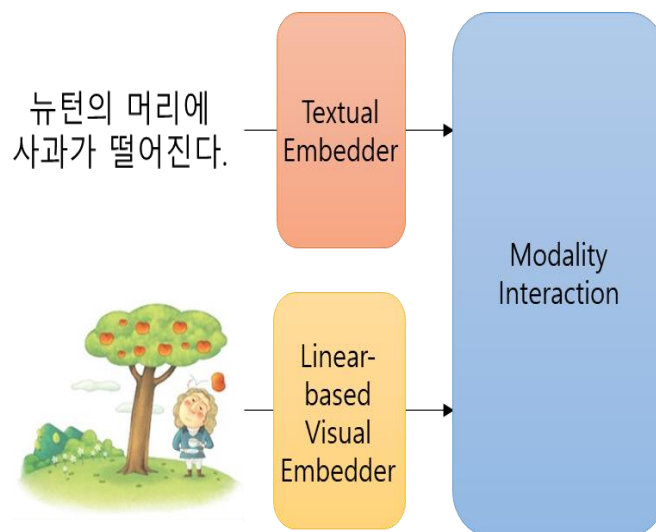 뉴턴의 머리에
사과가 떨어진다.
Textual
Embedder
Linear-
based
Visual
Embedder
Modality
Interaction